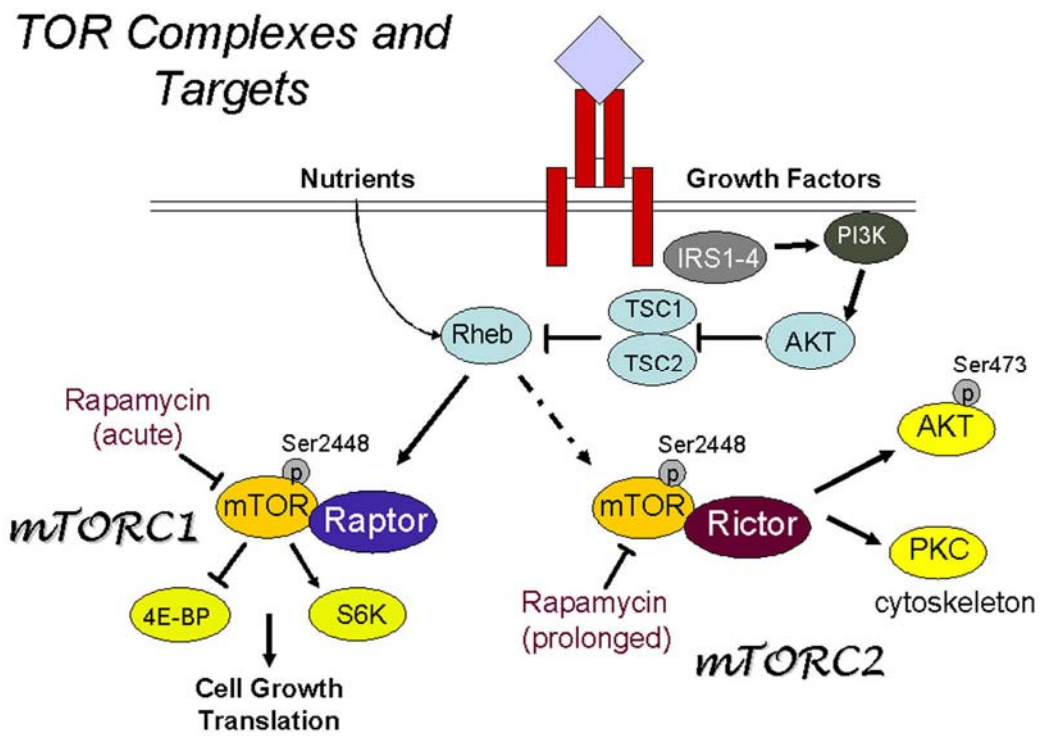 TOR Complexes and
Targets
Nutrients
Growth Factors
IRS1-4
PI3K
TSC1
TSC2
AKT
Rheb
Ser473
p
AKT
Rapamycin
(acute)
Ser2448
p
mTOR
Raptor
mTORC1
Ser2448
p
mTOR
Rictor
PKC
cytoskeleton
4E-BP
S6K
Rapamycin
(prolonged)
mTORC2
Cell Growth
Translation